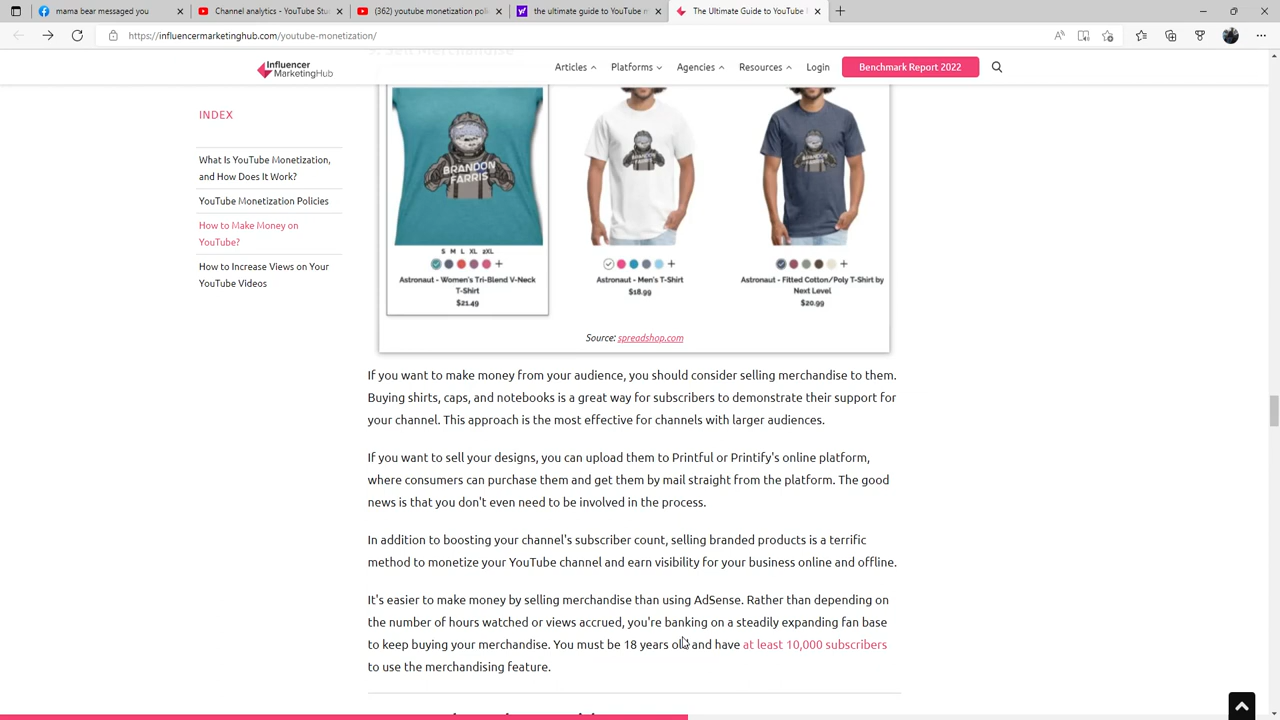 mama bear messaged you
Channel analytics - YouTube Stu
(362) youtube monetization poli
the ultimate guide to YouTube m
The Ultimate Guide to YouTube
https://influencermarketinghub.com/youtube-monetization/
Influencer
MarketingHub
Articles
Platforms
Agencies
Resources
Login
Benchmark Report 2022
INDEX
What Is YouTube Monetization,
and How Does It Work?
YouTube Monetization Policies
How to Make Money on
YouTube?
How to Increase Views on Your
YouTube Videos
Sell Merchandise
BRANDON
FARRIS
S M L XL 2XL
Astronaut - Women's Tri-Blend V-Neck
T-Shirt
$21.49
Astronaut - Men's T-Shirt
$18.99
Astronaut - Fitted Cotton/Poly T-Shirt by
Next Level
$20.99
Source: spreadshop.com
If you want to make money from your audience, you should consider selling merchandise to them.
Buying shirts, caps, and notebooks is a great way for subscribers to demonstrate their support for
your channel. This approach is the most effective for channels with larger audiences.
If you want to sell your designs, you can upload them to Printful or Printify's online platform,
where consumers can purchase them and get them by mail straight from the platform. The good
news is that you don't even need to be involved in the process.
In addition to boosting your channel's subscriber count, selling branded products is a terrific
method to monetize your YouTube channel and earn visibility for your business online and offline.
It's easier to make money by selling merchandise than using AdSense. Rather than depending on
the number of hours watched or views accrued, you're banking on a steadily expanding fan base
to keep buying your merchandise. You must be 18 years old and have at least 10,000 subscribers
to use the merchandising feature.